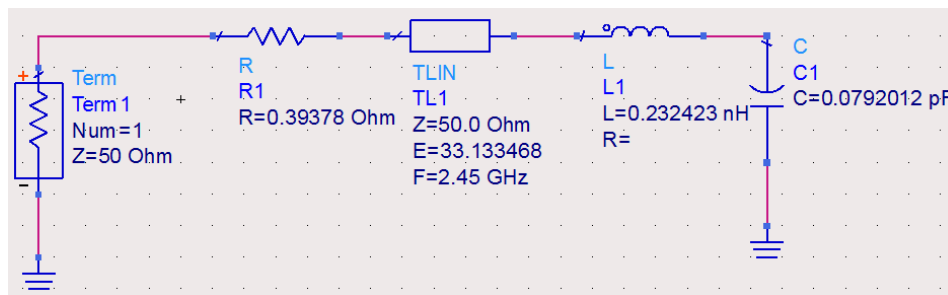 +
Term
Term1
Num=1
Z=50 Ohm
-
R
R1
R=0.39378 Ohm
TLIN
TL1
Z=50.0 Ohm
E=33.133468
F=2.45 GHz
L
L1
L=0.232423 nH
R=
C
C1
C=0.0792012 pF